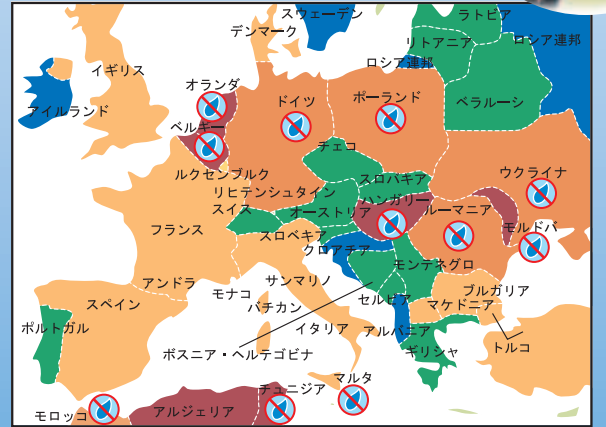 スウェーデン
ラトビア
デンマーク
リトアニア
ロシア連邦
ロシア連邦
イギリス
オランダ
ドイツ
ポーランド
アイルランド
ベラルーシ
ベルギー
チェコ
ルクセンブルク
スロバキア
ウクライナ
リヒテンシュタイン
ハンガリー
スイス
オーストリア
ルーマニア
フランス
スロベキア
モルドバ
クロアチア
モンテネグロ
アンドラ
サンマリノ
ブルガリア
スペイン
モナコ
セルビア
マケドニア
バチカン
ポルトガル
イタリア
アルバニア
ボスニア・ヘルテゴビナ
ギリシャ
トルコ
チュニジア
マルタ
モロッコ
アルジェリア